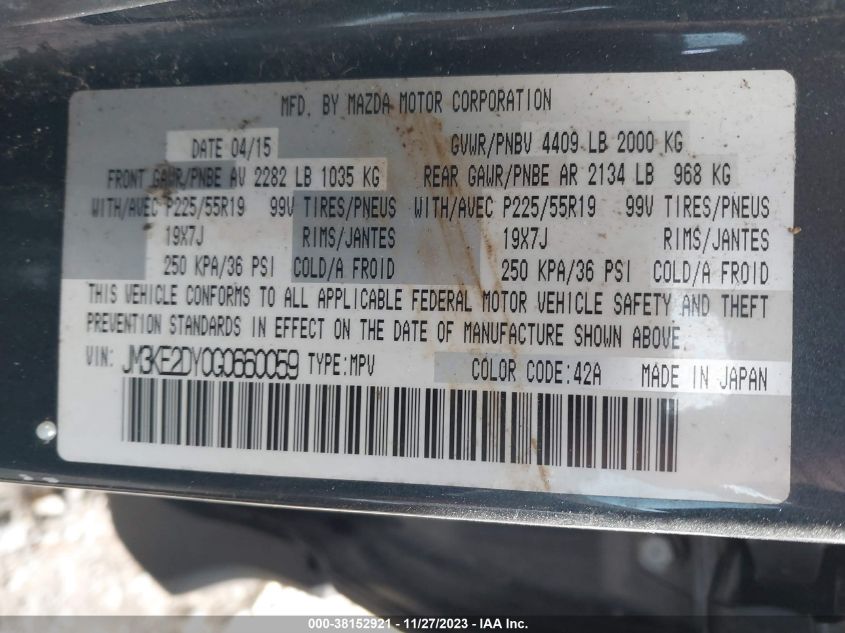 MFD. BY MAZDA MOTOR CORPORATION
DATE 04/15 GVWR/PNBV 4409 LB 2000 KG
FRONT GAWR/PNBE AV 2282 LB 1035 KG REAR GAWR/PNBE AR 2134 LB 968 KG
WITH/AVEC P225/55R19 99V TIRES/PNEUS WITH/AVEC P225/55R19 99V TIRES/PNEUS
19X7J RIMS/JANTES 19X7J RIMS/JANTES
250 KPA/36 PSI COLD/A FROID 250 KPA/36 PSI COLD/A FROID
THIS VEHICLE CONFORMS TO ALL APPLICABLE FEDERAL MOTOR VEHICLE SAFETY AND THEFT
PREVENTION STANDARDS IN EFFECT ON THE DATE OF MANUFACTURE SHOWN ABOVE.
VIN: JM3KE2DY0G0660059 TYPE:MPV COLOR CODE:42A MADE IN JAPAN
000-38152921 - 11/27/2023 - IAA Inc.